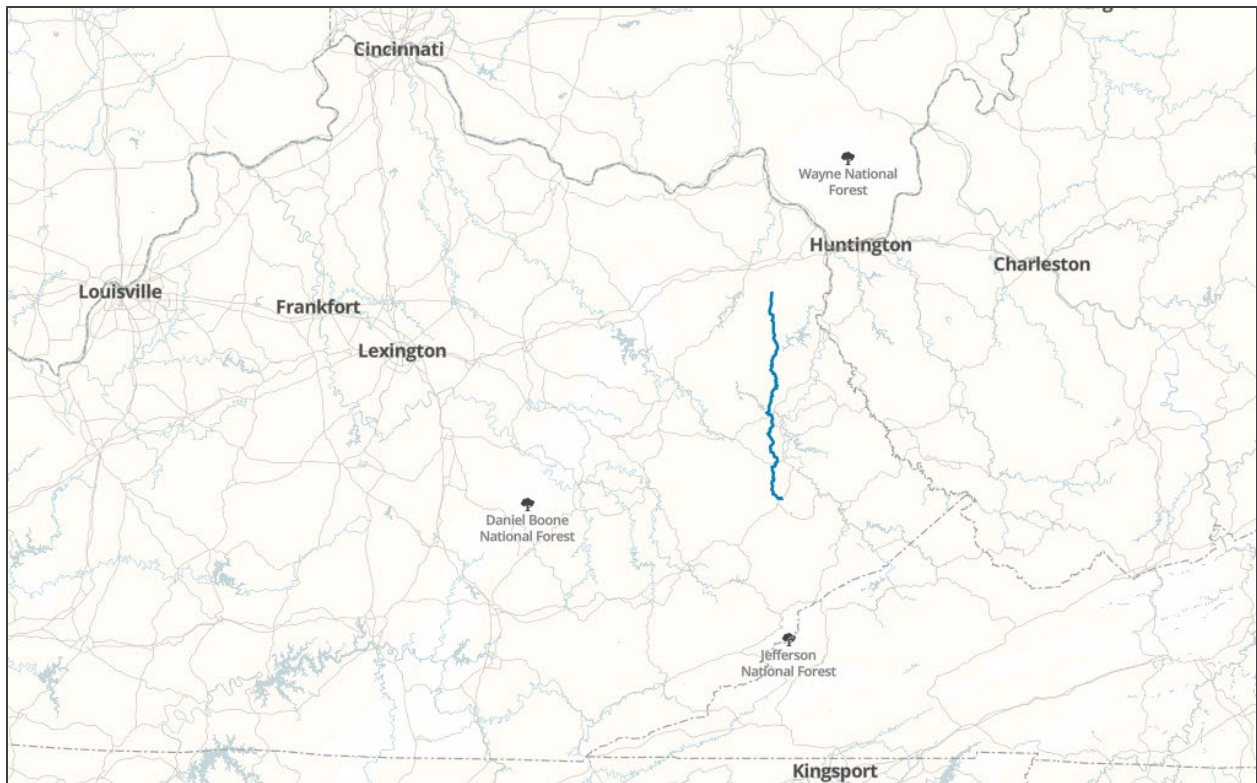 Cincinnati
Wayne National
Forest
Huntington
Charleston
Louisville
Frankfort
Lexington
Daniel Boone
National Forest
Jefferson
National Forest
Kingsport